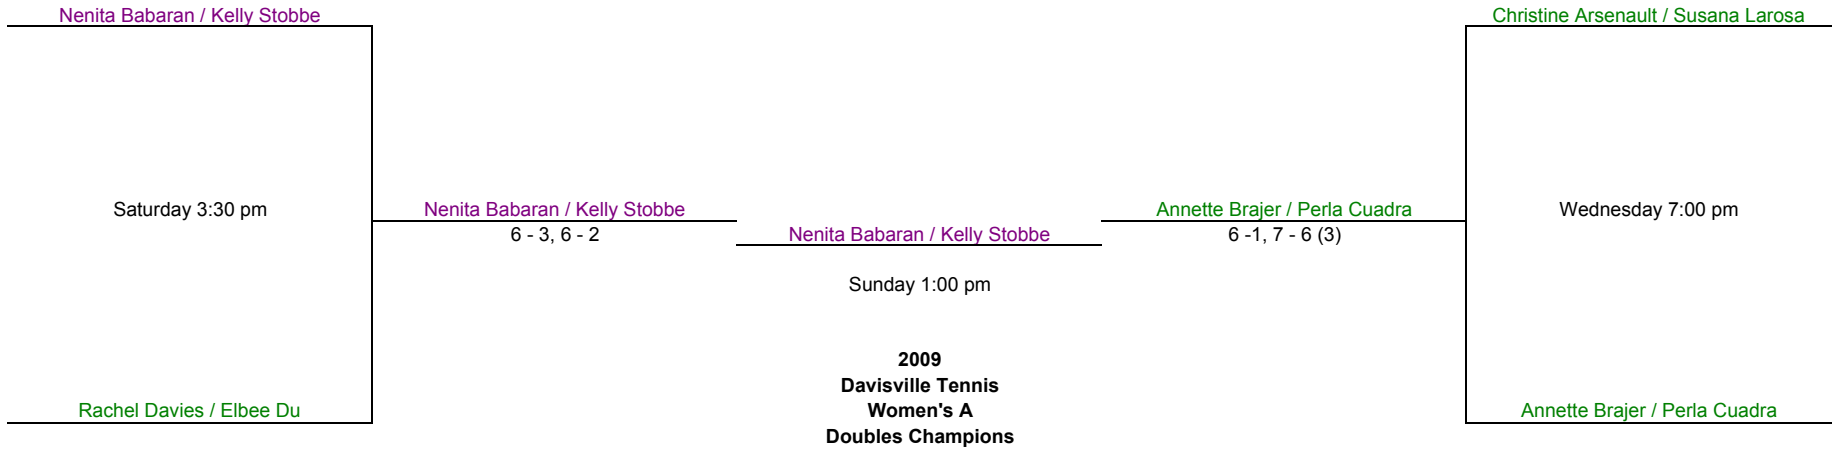 Nenita Babaran / Kelly Stobbe
Christine Arsenault / Susana Larosa
Saturday 3:30 pm
Nenita Babaran / Kelly Stobbe
Annette Brajer / Perla Cuadra
Wednesday 7:00 pm
6 - 3, 6 - 2
Nenita Babaran / Kelly Stobbe
6 -1, 7 - 6 (3)
Sunday 1:00 pm
2009
Davisville Tennis
Women's A
Doubles Champions
Rachel Davies / Elbee Du
Annette Brajer / Perla Cuadra